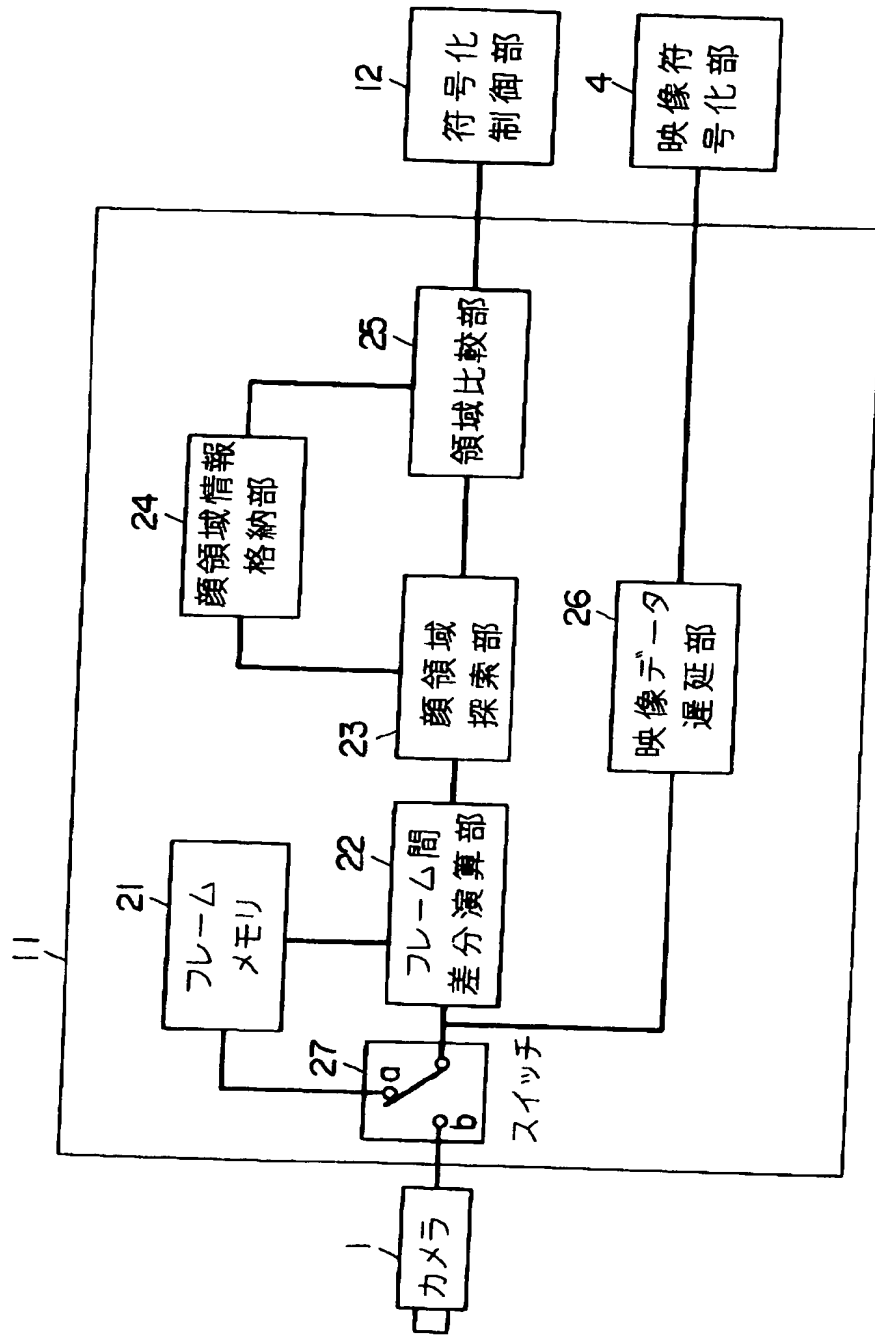 11
21
フレーム
メモリ
24
顔領域情報
格納部
27
a
b
スイッチ
22
フレーム間
差分演算部
23
顔領域
探索部
25
領域比較部
12
符号化
制御部
1
カメラ
26
映像データ
遅延部
4
映像符
号化部